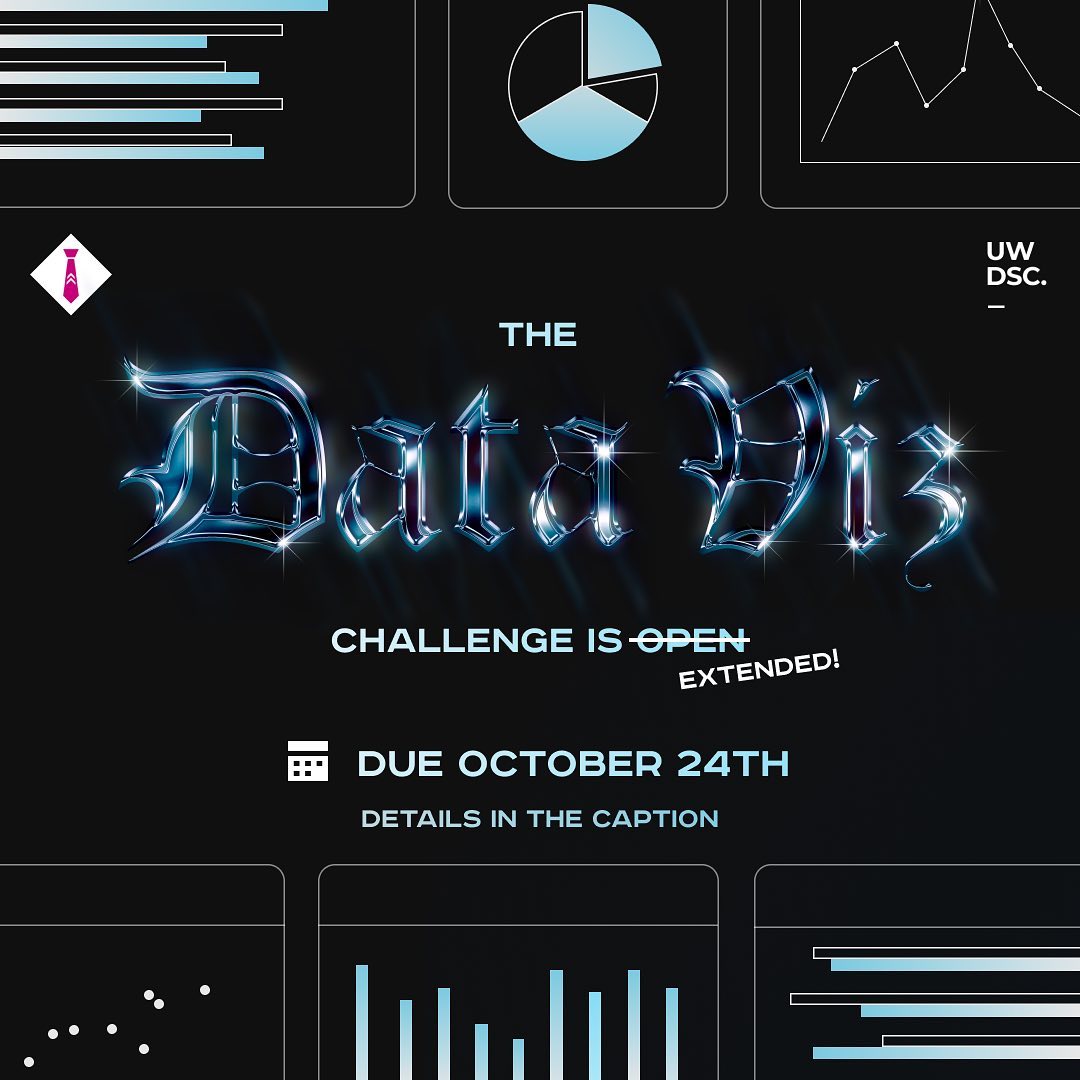 UW
DSC.
THE
Data Viz
CHALLENGE IS OPEN
EXTENDED!
DUE OCTOBER 24TH
DETAILS IN THE CAPTION